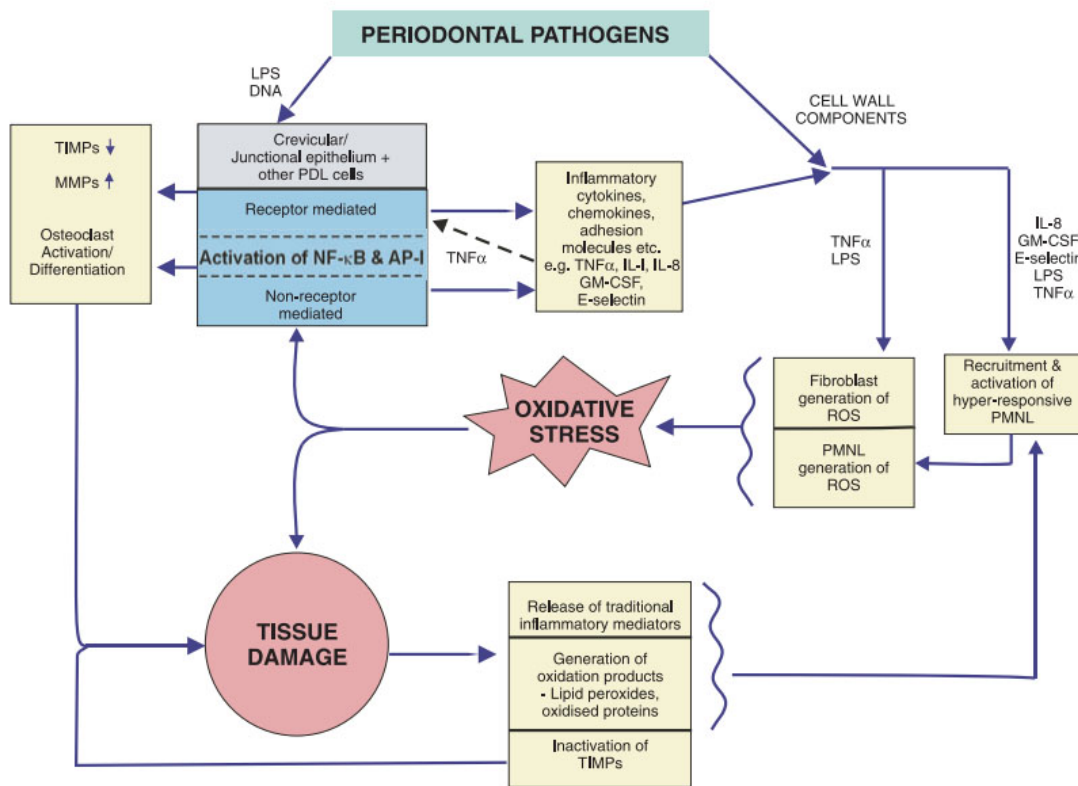 PERIODONTAL PATHOGENS
LPS
DNA
CELL WALL
COMPONENTS
TIMPs
MMPs
Osteoclast
Activation/
Differentiation
Crevicular/
Junctional epithelium +
other PDL cells
Receptor mediated
Activation of NF-κB & AP-I
Non-receptor
mediated
TNFα
Inflammatory
cytokines,
chemokines,
adhesion
molecules etc.
e.g. TNFα, IL-I, IL-8
GM-CSF,
E-selectin
TNFα
LPS
IL-8
GM-CSF
E-selectin
LPS
TNFα
OXIDATIVE
STRESS
Fibroblast
generation of
ROS
PMNL
generation of
ROS
Recruitment &
activation of
hyper-responsive
PMNL
TISSUE
DAMAGE
Release of traditional
inflammatory mediators
Generation of
oxidation products
- Lipid peroxides,
oxidised proteins
Inactivation of
TIMPs